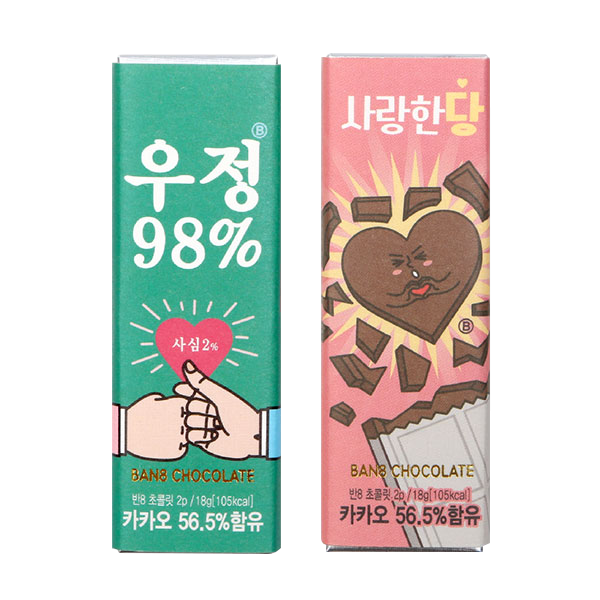 우정
Ⓑ
98%
사심2%
BAN8 CHOCOLATE
반8 초콜릿 2p / 18g[105kcal]
카카오 56.5%함유
사랑한당
Ⓑ
BAN8 CHOCOLATE
반8 초콜릿 2p / 18g[105kcal]
카카오 56.5%함유